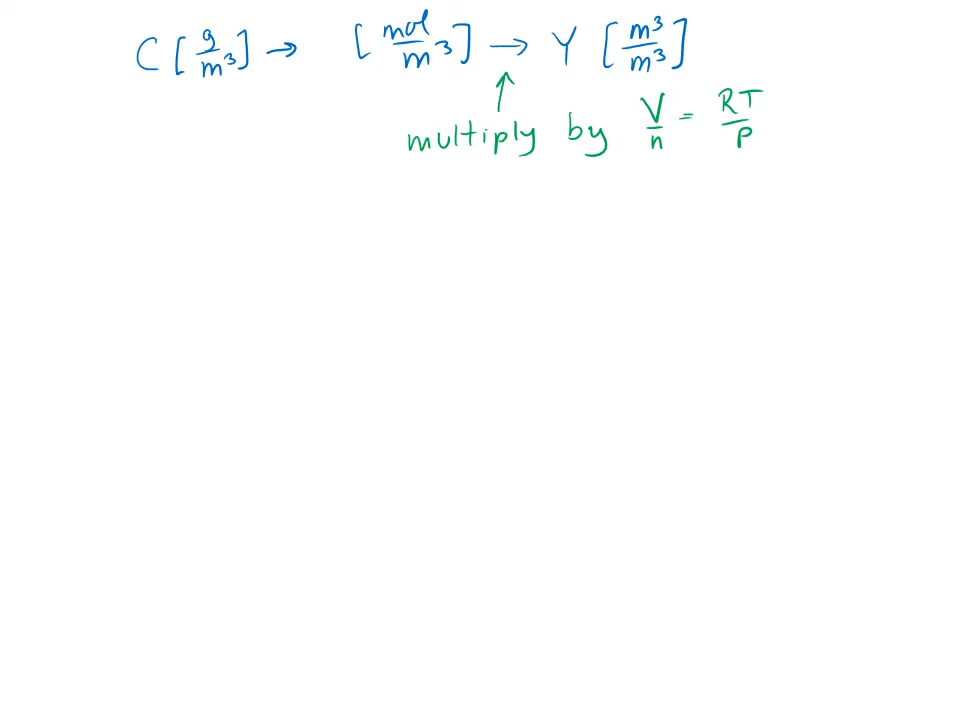 C [g/m³] → [mol/m³] → Y [m³/m³]
↑
multiply by V/n = RT/P